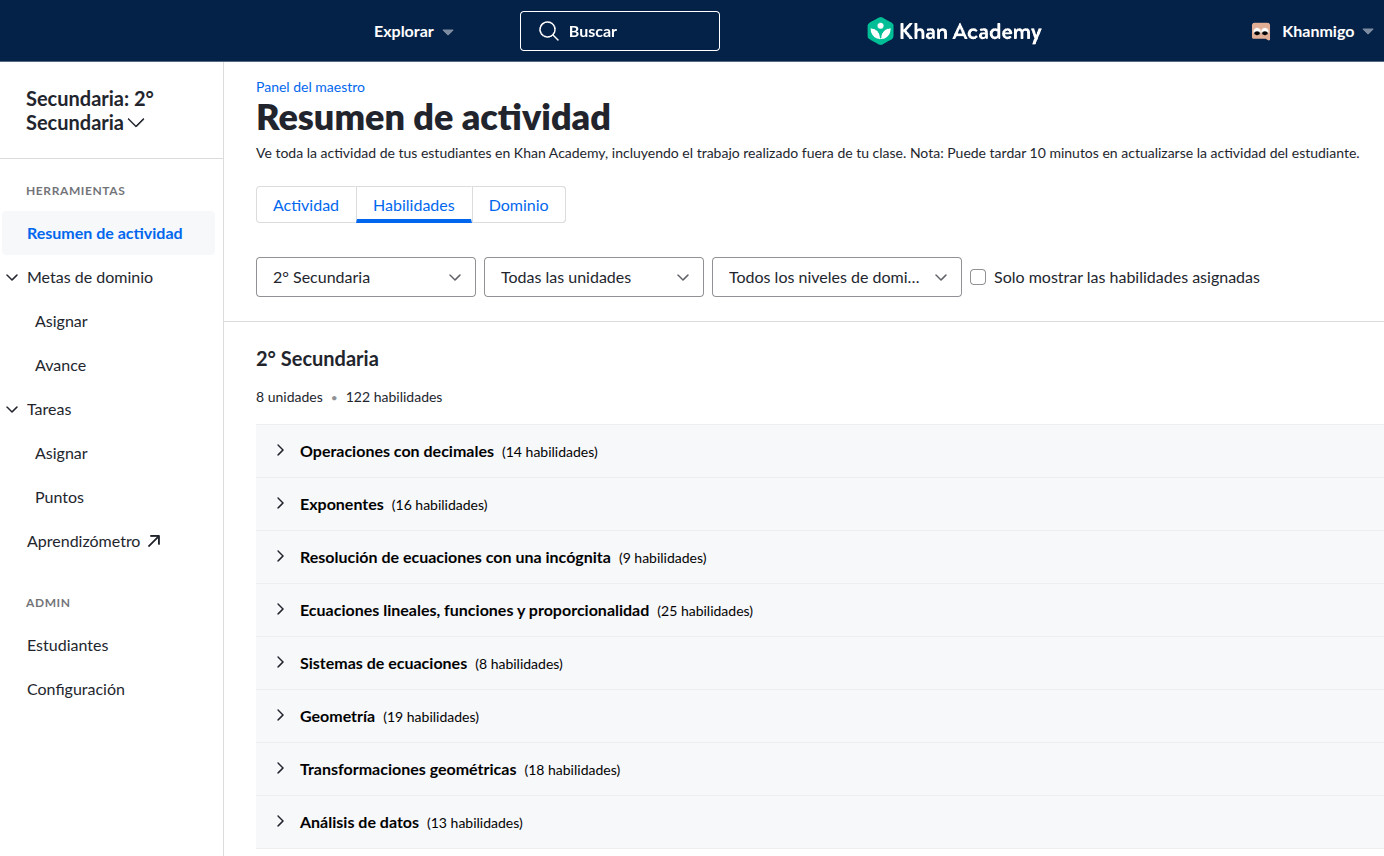 Explorar
Buscar
Khan Academy
Khanmigo
Secundaria: 2°
Secundaria
HERRAMIENTAS
Resumen de actividad
Metas de dominio
Asignar
Avance
Tareas
Asignar
Puntos
Aprendizómetro
ADMIN
Estudiantes
Configuración
Panel del maestro
Resumen de actividad
Ve toda la actividad de tus estudiantes en Khan Academy, incluyendo el trabajo realizado fuera de tu clase. Nota: Puede tardar 10 minutos en actualizarse la actividad del estudiante.
Actividad Habilidades Dominio
2° Secundaria Todas las unidades Todos los niveles de domi... Solo mostrar las habilidades asignadas
2° Secundaria
8 unidades • 122 habilidades
Operaciones con decimales (14 habilidades)
Exponentes (16 habilidades)
Resolución de ecuaciones con una incógnita (9 habilidades)
Ecuaciones lineales, funciones y proporcionalidad (25 habilidades)
Sistemas de ecuaciones (8 habilidades)
Geometría (19 habilidades)
Transformaciones geométricas (18 habilidades)
Análisis de datos (13 habilidades)